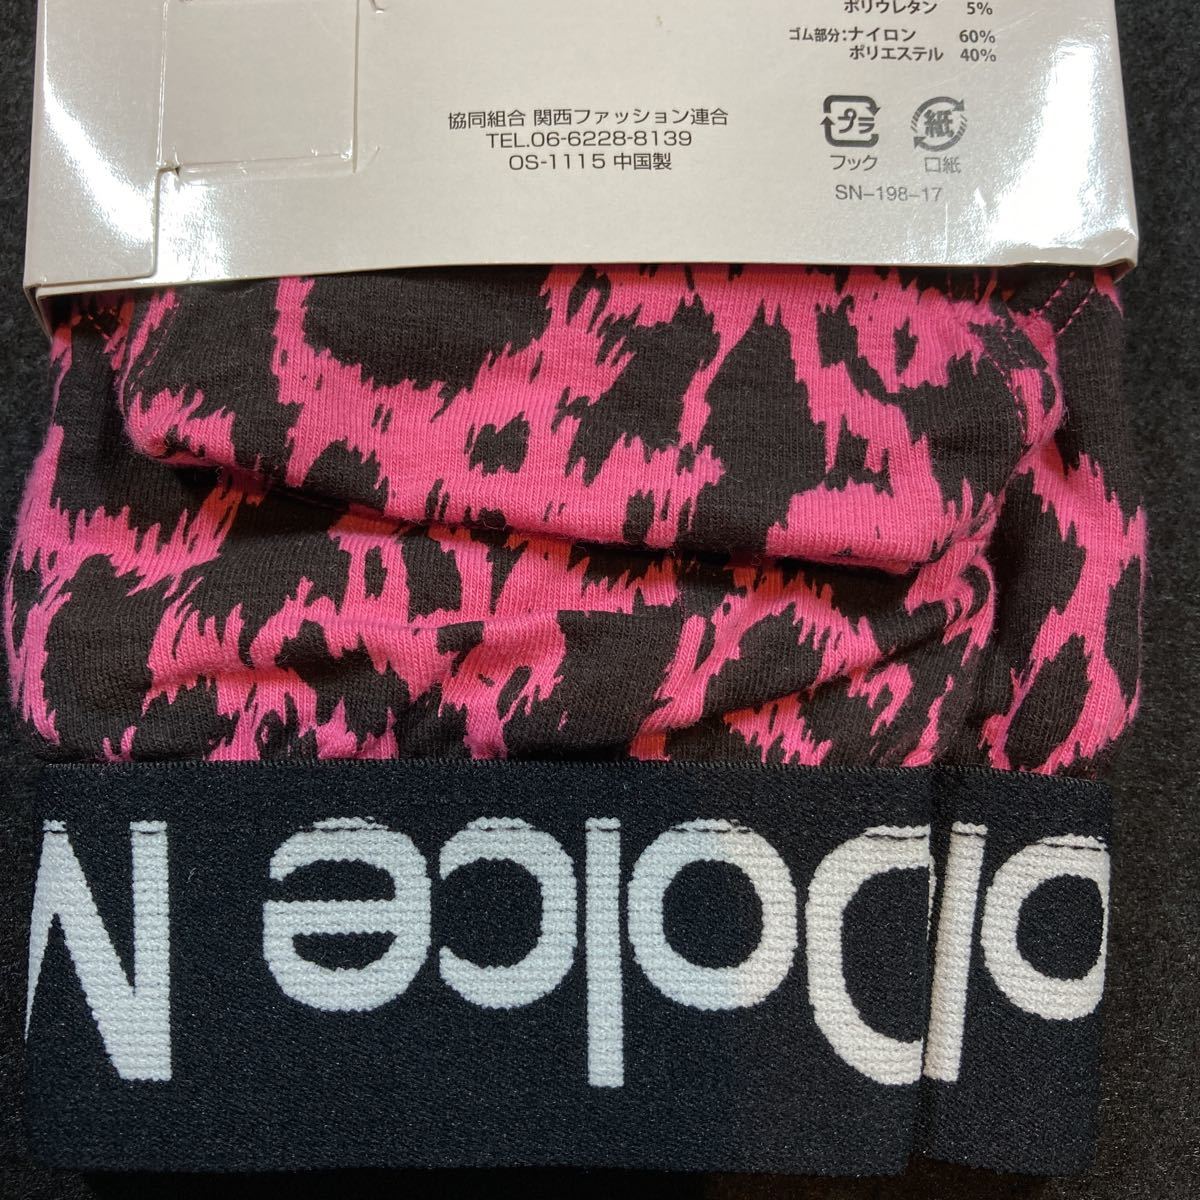 ポリウレタン 5%
ゴム部分:ナイロン 60%
ポリエステル 40%
協同組合 関西ファッション連合
TEL.06-6228-8139
OS-1115 中国製
プラ
フック
紙
口紙
SN-198-17
Dolce